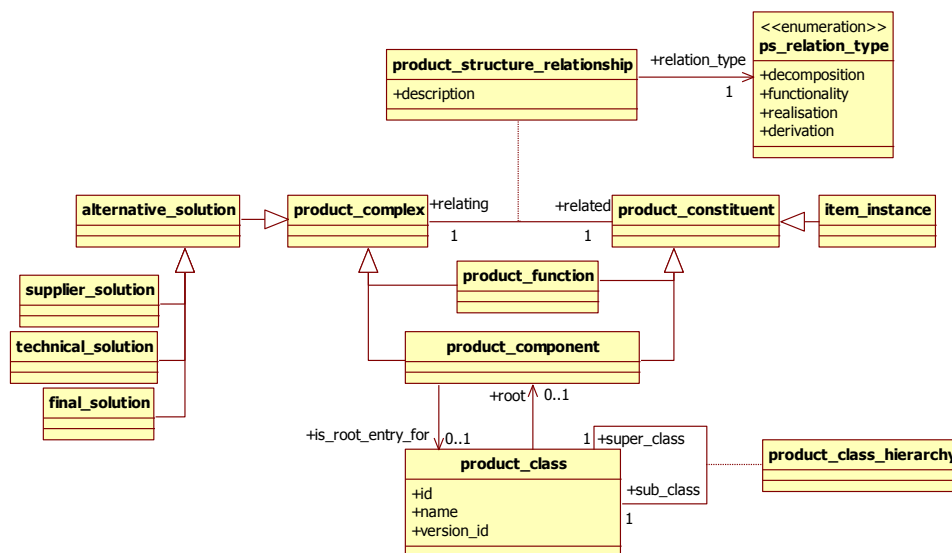 <<enumeration>>
ps_relation_type
+decomposition
+functionality
+realisation
+derivation
product_structure_relationship
+description
+relation_type
1
alternative_solution
product_complex
+relating
1
+related
1
product_constituent
item_instance
supplier_solution
technical_solution
final_solution
product_function
product_component
+root
0..1
+is_root_entry_for
0..1
product_class
+id
+name
+version_id
1
+super_class
+sub_class
1
product_class_hierarchy